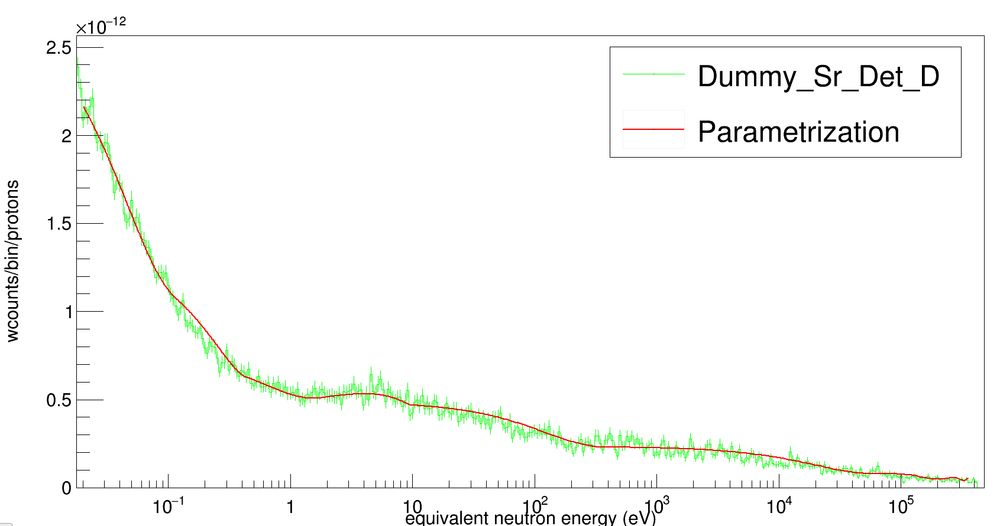 ×10⁻¹²
2.5
2
1.5
1
0.5
0
wcounts/bin/protons
Dummy_Sr_Det_D
Parametrization
10⁻¹ 1 10 10² 10³ 10⁴ 10⁵
equivalent neutron energy (eV)